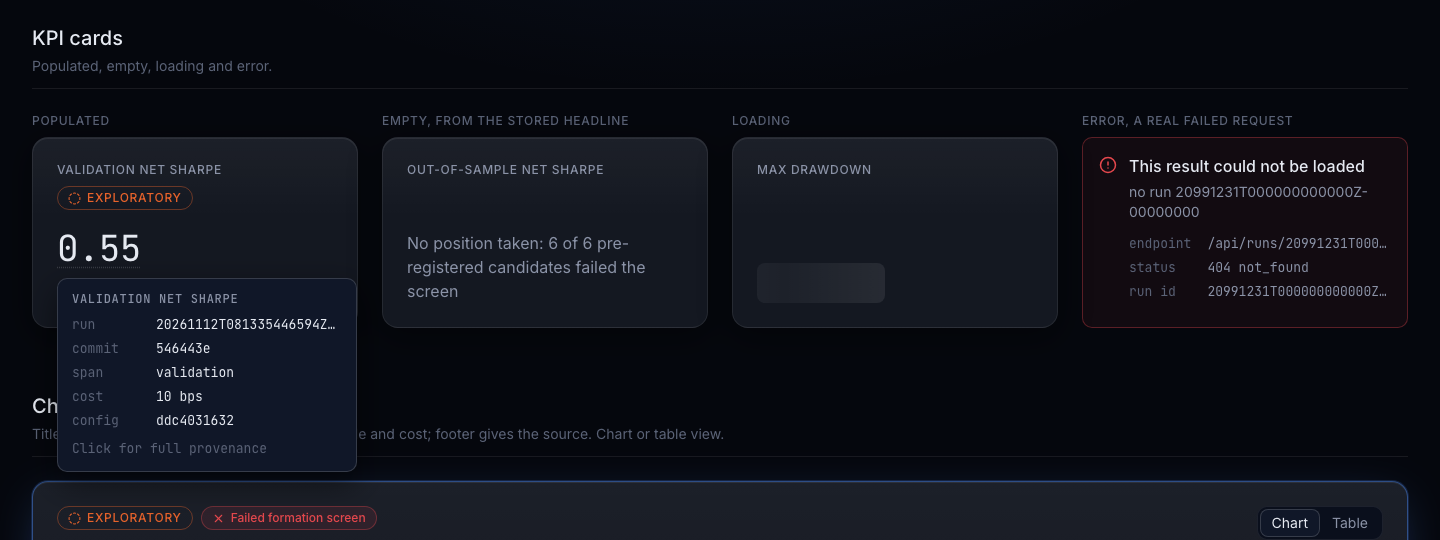 KPI cards
Populated, empty, loading and error.
POPULATED
EMPTY, FROM THE STORED HEADLINE
LOADING
ERROR, A REAL FAILED REQUEST
VALIDATION NET SHARPE
EXPLORATORY
0.55
VALIDATION NET SHARPE
run 20261112T081335446594Z…
commit 546443e
span validation
cost 10 bps
config ddc4031632
Click for full provenance
OUT-OF-SAMPLE NET SHARPE
No position taken: 6 of 6 pre-
registered candidates failed the
screen
MAX DRAWDOWN
This result could not be loaded
no run 20991231T000000000000Z-
00000000
endpoint /api/runs/20991231T000…
status 404 not_found
run id 20991231T000000000000Z…
Ch
Title e and cost; footer gives the source. Chart or table view.
EXPLORATORY
Failed formation screen
Chart
Table